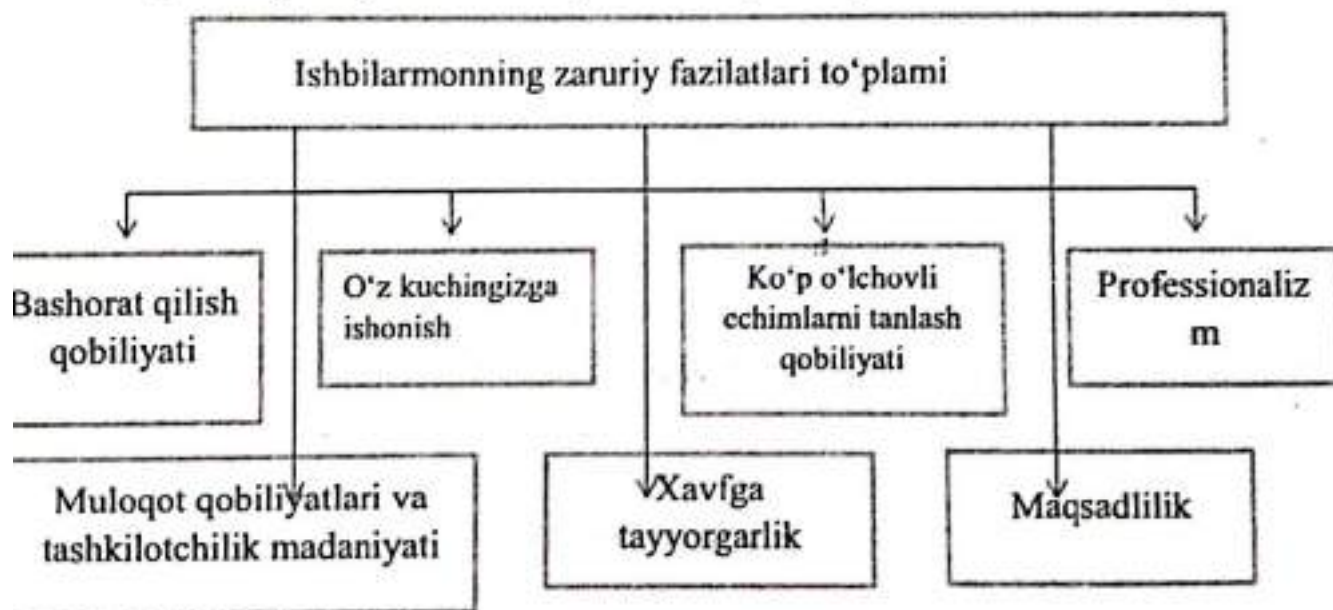 Ishbilarmonning zaruriy fazilatlari to‘plami
Bashorat qilish
qobiliyati
O‘z kuchingizga
ishonish
Ko‘p o‘lchovli
echimlarni tanlash
qobiliyati
Professionaliz
m
Muloqot qobiliyatlari va
tashkilotchilik madaniyati
Xavfga
tayyorgarlik
Maqsadlilik